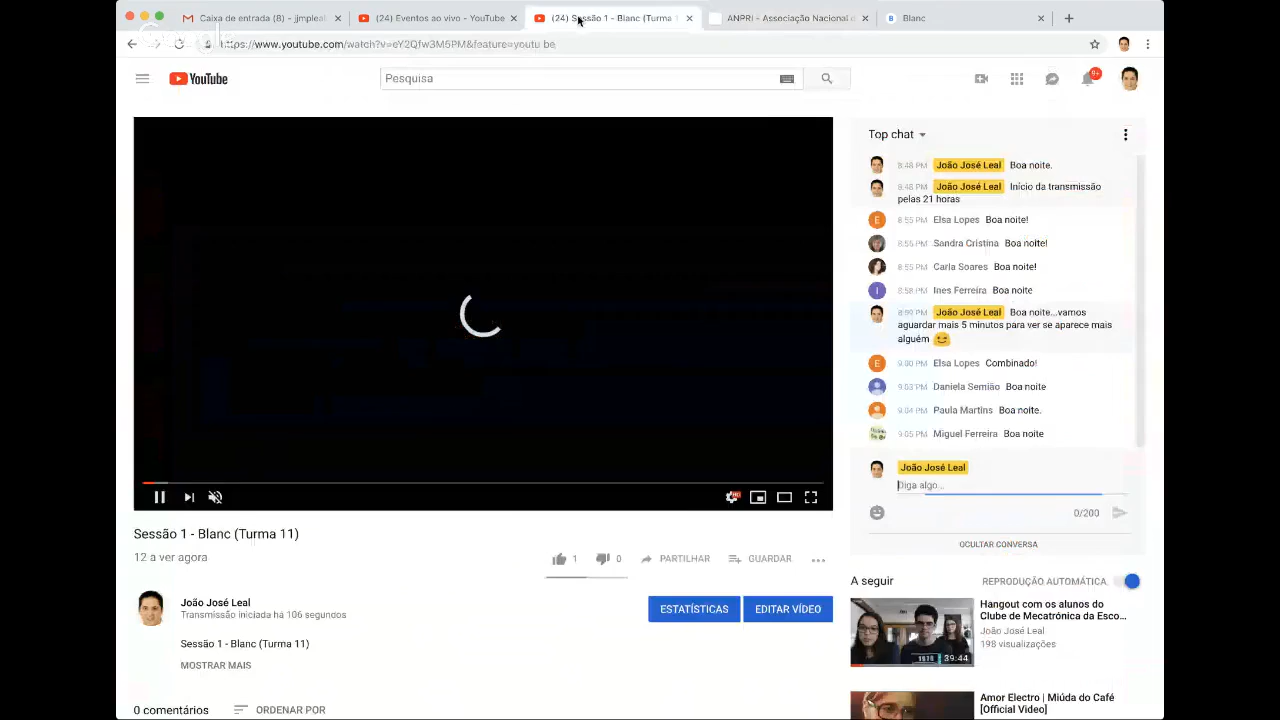 Caixa de entrada (8) - jjmpleal
(24) Eventos ao vivo - YouTube
(24) Sessão 1 - Blanc (Turma 1
ANPRI - Associação Nacional d
Blanc
Google
https://www.youtube.com/watch?v=eY2Qfw3M5PM&feature=youtu be
YouTube
Pesquisa
9+
Top chat
8:48 PM João José Leal Boa noite.
8:48 PM João José Leal Início da transmissão
pelas 21 horas
E 8:55 PM Elsa Lopes Boa noite!
8:55 PM Sandra Cristina Boa noite!
8:55 PM Carla Soares Boa noite!
I 8:58 PM Ines Ferreira Boa noite
8:59 PM João José Leal Boa noite...vamos
aguardar mais 5 minutos para ver se aparece mais
alguém
E 9:00 PM Elsa Lopes Combinado!
9:03 PM Daniela Semião Boa noite
9:04 PM Paula Martins Boa noite.
9:05 PM Miguel Ferreira Boa noite
João José Leal
Diga algo...
0/200
OCULTAR CONVERSA
Sessão 1 - Blanc (Turma 11)
12 a ver agora
1
0
PARTILHAR
GUARDAR
João José Leal
Transmissão iniciada há 106 segundos
ESTATÍSTICAS
EDITAR VÍDEO
Sessão 1 - Blanc (Turma 11)
MOSTRAR MAIS
0 comentários
ORDENAR POR
A seguir
REPRODUÇÃO AUTOMÁTICA
Hangout com os alunos do
Clube de Mecatrónica da Esco...
João José Leal
198 visualizações
39:44
Amor Electro | Miúda do Café
[Official Video]